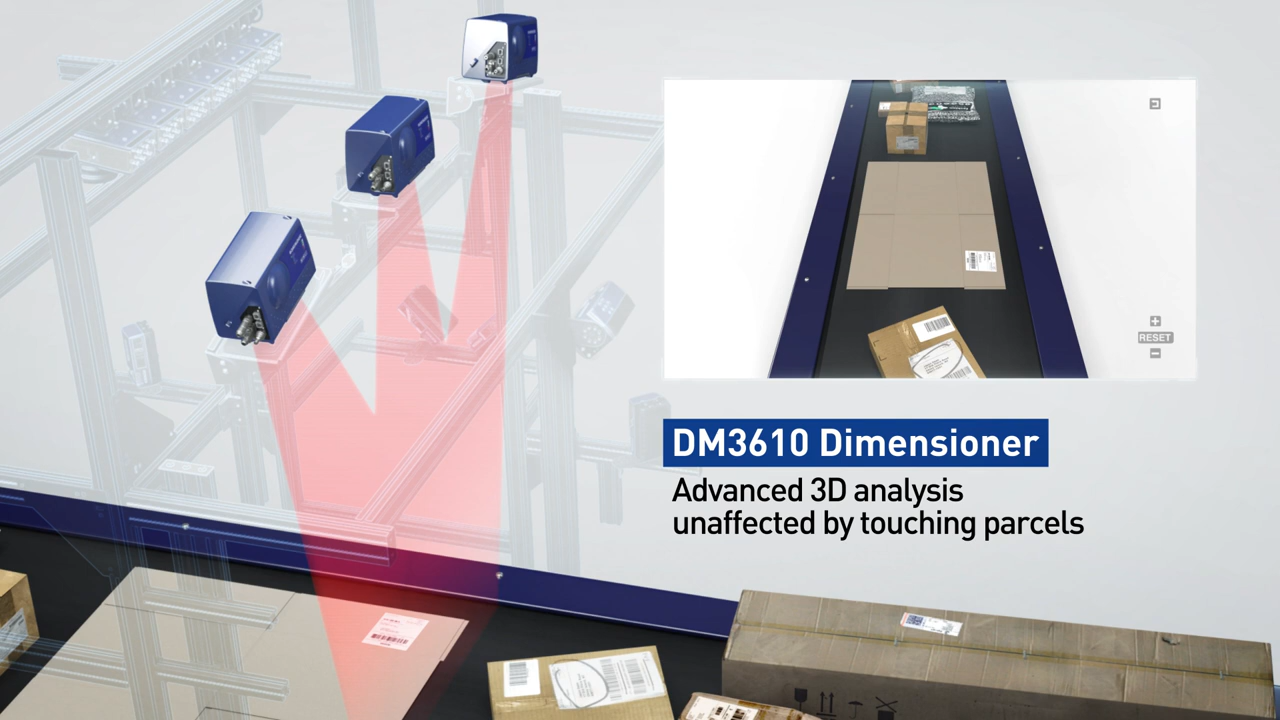 RESET
DM3610 Dimensioner
Advanced 3D analysis
unaffected by touching parcels